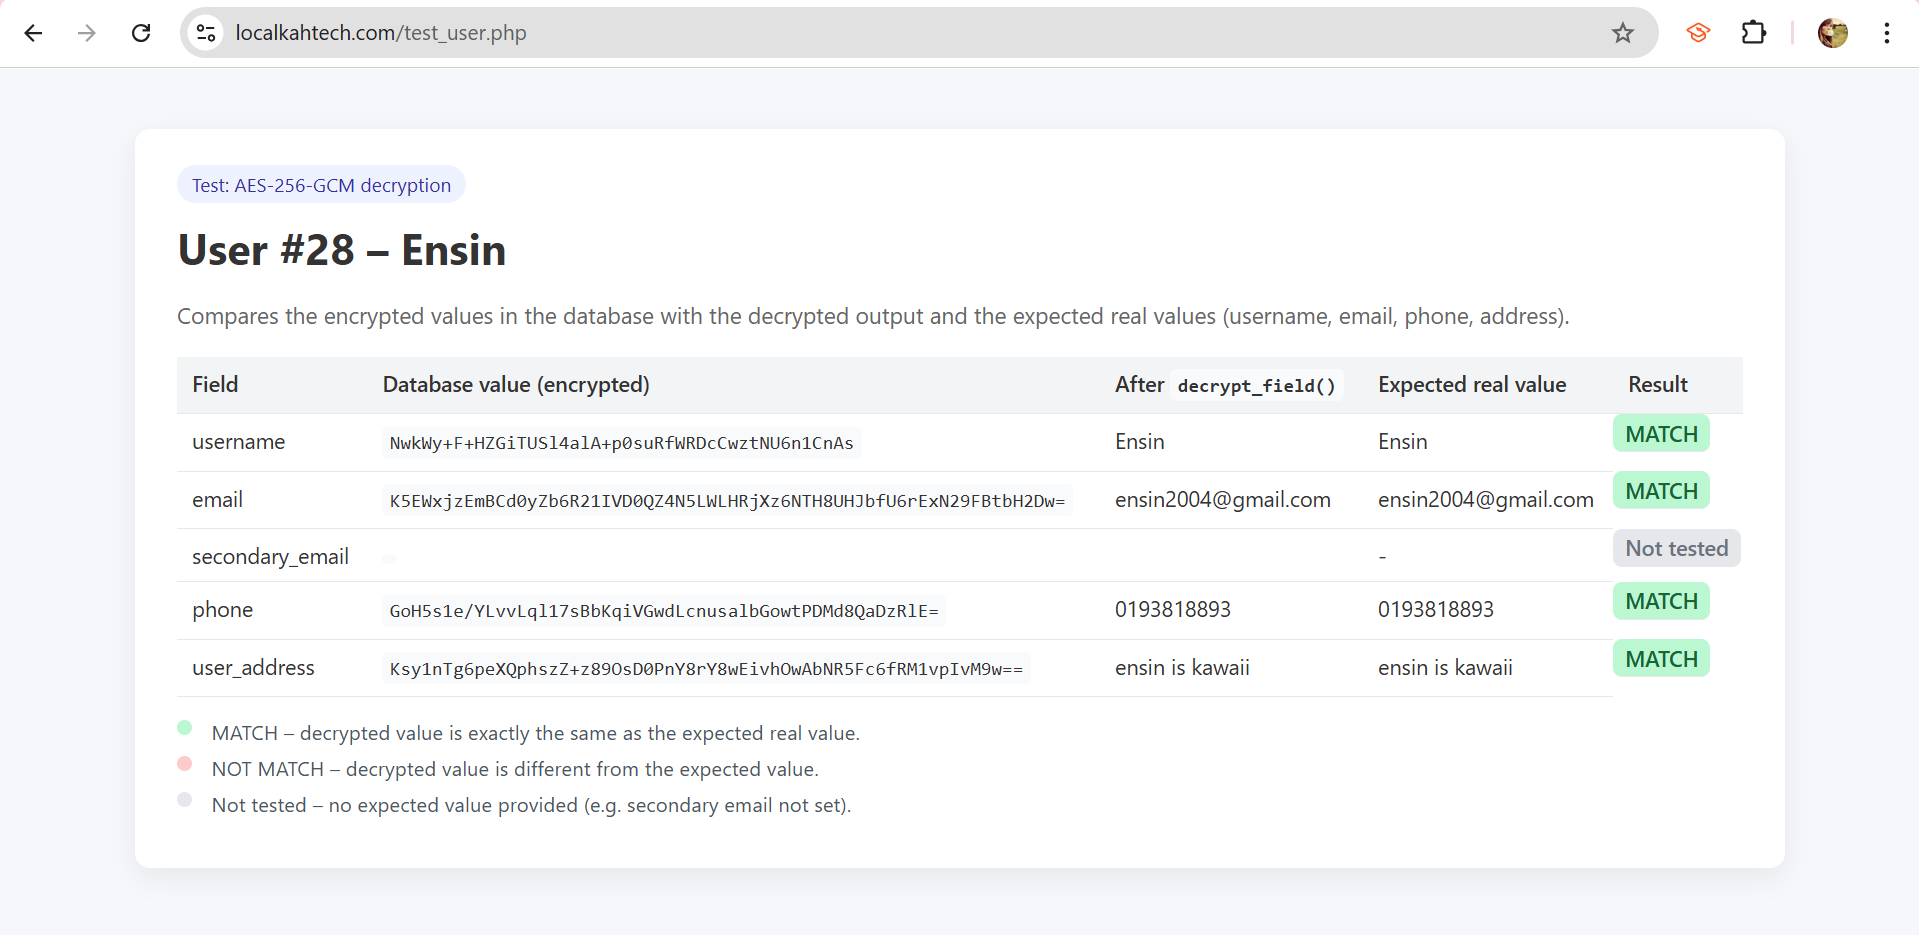 localkahtech.com/test_user.php
Test: AES-256-GCM decryption
User #28 – Ensin
Compares the encrypted values in the database with the decrypted output and the expected real values (username, email, phone, address).
Field Database value (encrypted) After decrypt_field() Expected real value Result
username NwkWy+F+HZGiTUSl4alA+p0suRfWRDcCwztNU6n1CnAs Ensin Ensin MATCH
email K5EWxjzEmBCd0yZb6R21IVD0QZ4N5LWLHRjXz6NTH8UHJbfU6rExN29FBtbH2Dw= ensin2004@gmail.com ensin2004@gmail.com MATCH
secondary_email - Not tested
phone GoH5s1e/YLvvLql17sBbKqiVGwdLcnusalbGowtPDMd8QaDzRlE= 0193818893 0193818893 MATCH
user_address Ksy1nTg6peXQphszZ+z89OsD0PnY8rY8wEivhOwAbNR5Fc6fRM1vpIvM9w== ensin is kawaii ensin is kawaii MATCH
MATCH – decrypted value is exactly the same as the expected real value.
NOT MATCH – decrypted value is different from the expected value.
Not tested – no expected value provided (e.g. secondary email not set).